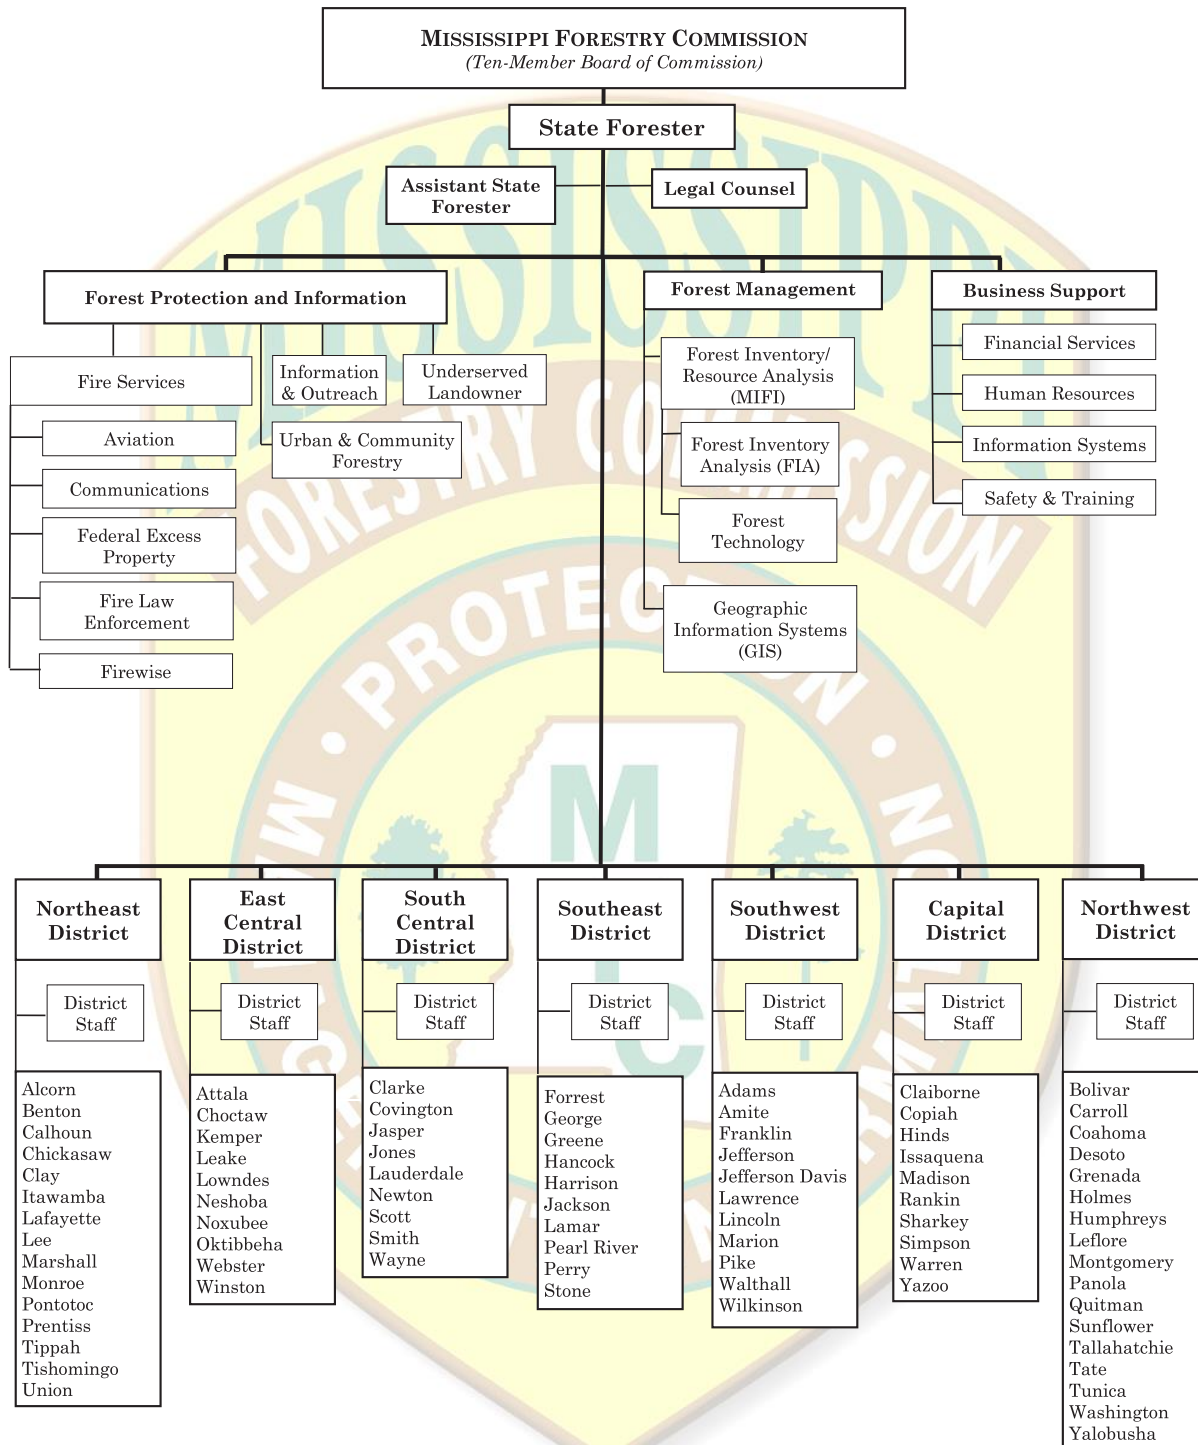 MISSISSIPPI FORESTRY COMMISSION
(Ten-Member Board of Commission)
State Forester
Assistant State
Forester
Legal Counsel
Forest Protection and Information
Forest Management
Business Support
Fire Services
Information
& Outreach
Underserved
Landowner
Urban & Community
Forestry
Aviation
Communications
Federal Excess
Property
Fire Law
Enforcement
Firewise
Forest Inventory/
Resource Analysis
(MIFI)
Forest Inventory
Analysis (FIA)
Forest
Technology
Geographic
Information Systems
(GIS)
Financial Services
Human Resources
Information Systems
Safety & Training
MISSISSIPPI
FORESTRY COMMISSION
PROTECTION
M
C
Northeast
District
District
Staff
Alcorn
Benton
Calhoun
Chickasaw
Clay
Itawamba
Lafayette
Lee
Marshall
Monroe
Pontotoc
Prentiss
Tippah
Tishomingo
Union
East
Central
District
District
Staff
Attala
Choctaw
Kemper
Leake
Lowndes
Neshoba
Noxubee
Oktibbeha
Webster
Winston
South
Central
District
District
Staff
Clarke
Covington
Jasper
Jones
Lauderdale
Newton
Scott
Smith
Wayne
Southeast
District
District
Staff
Forrest
George
Greene
Hancock
Harrison
Jackson
Lamar
Pearl River
Perry
Stone
Southwest
District
District
Staff
Adams
Amite
Franklin
Jefferson
Jefferson Davis
Lawrence
Lincoln
Marion
Pike
Walthall
Wilkinson
Capital
District
District
Staff
Claiborne
Copiah
Hinds
Issaquena
Madison
Rankin
Sharkey
Simpson
Warren
Yazoo
Northwest
District
District
Staff
Bolivar
Carroll
Coahoma
Desoto
Grenada
Holmes
Humphreys
Leflore
Montgomery
Panola
Quitman
Sunflower
Tallahatchie
Tate
Tunica
Washington
Yalobusha